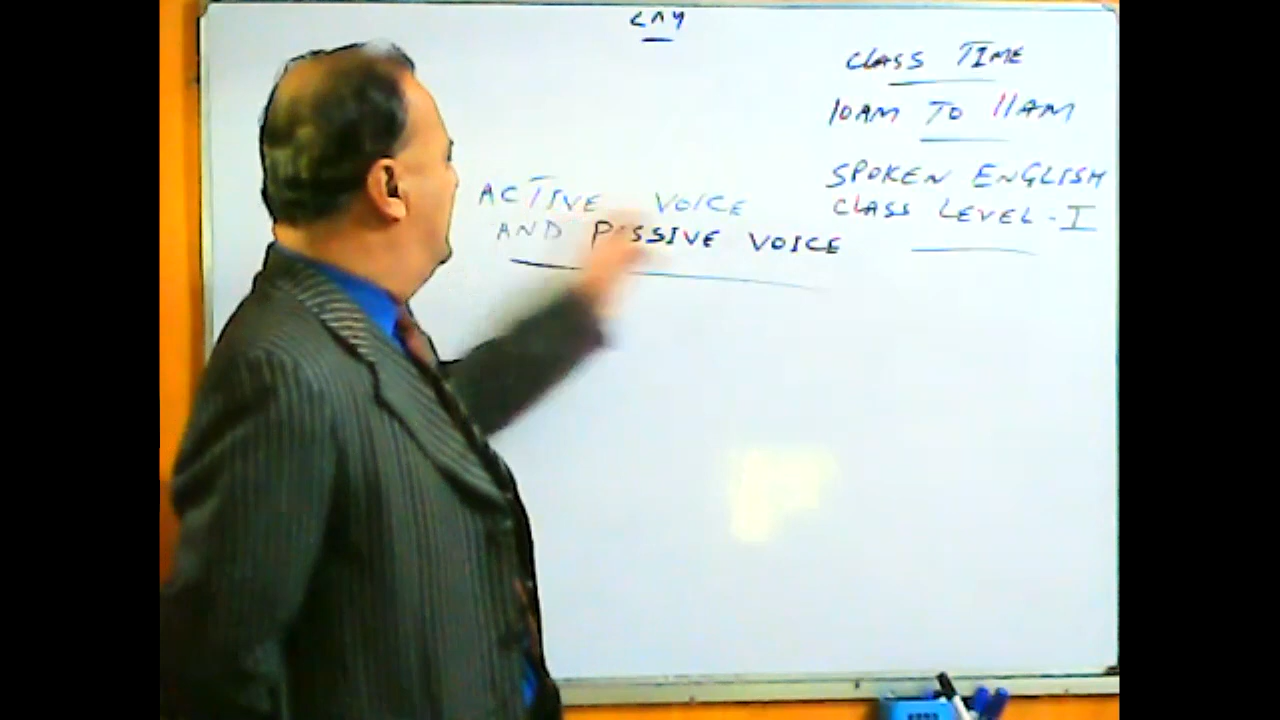 CLASS TIME
10AM TO 11AM
SPOKEN ENGLISH
CLASS LEVEL - I
ACTIVE VOICE
AND PASSIVE VOICE